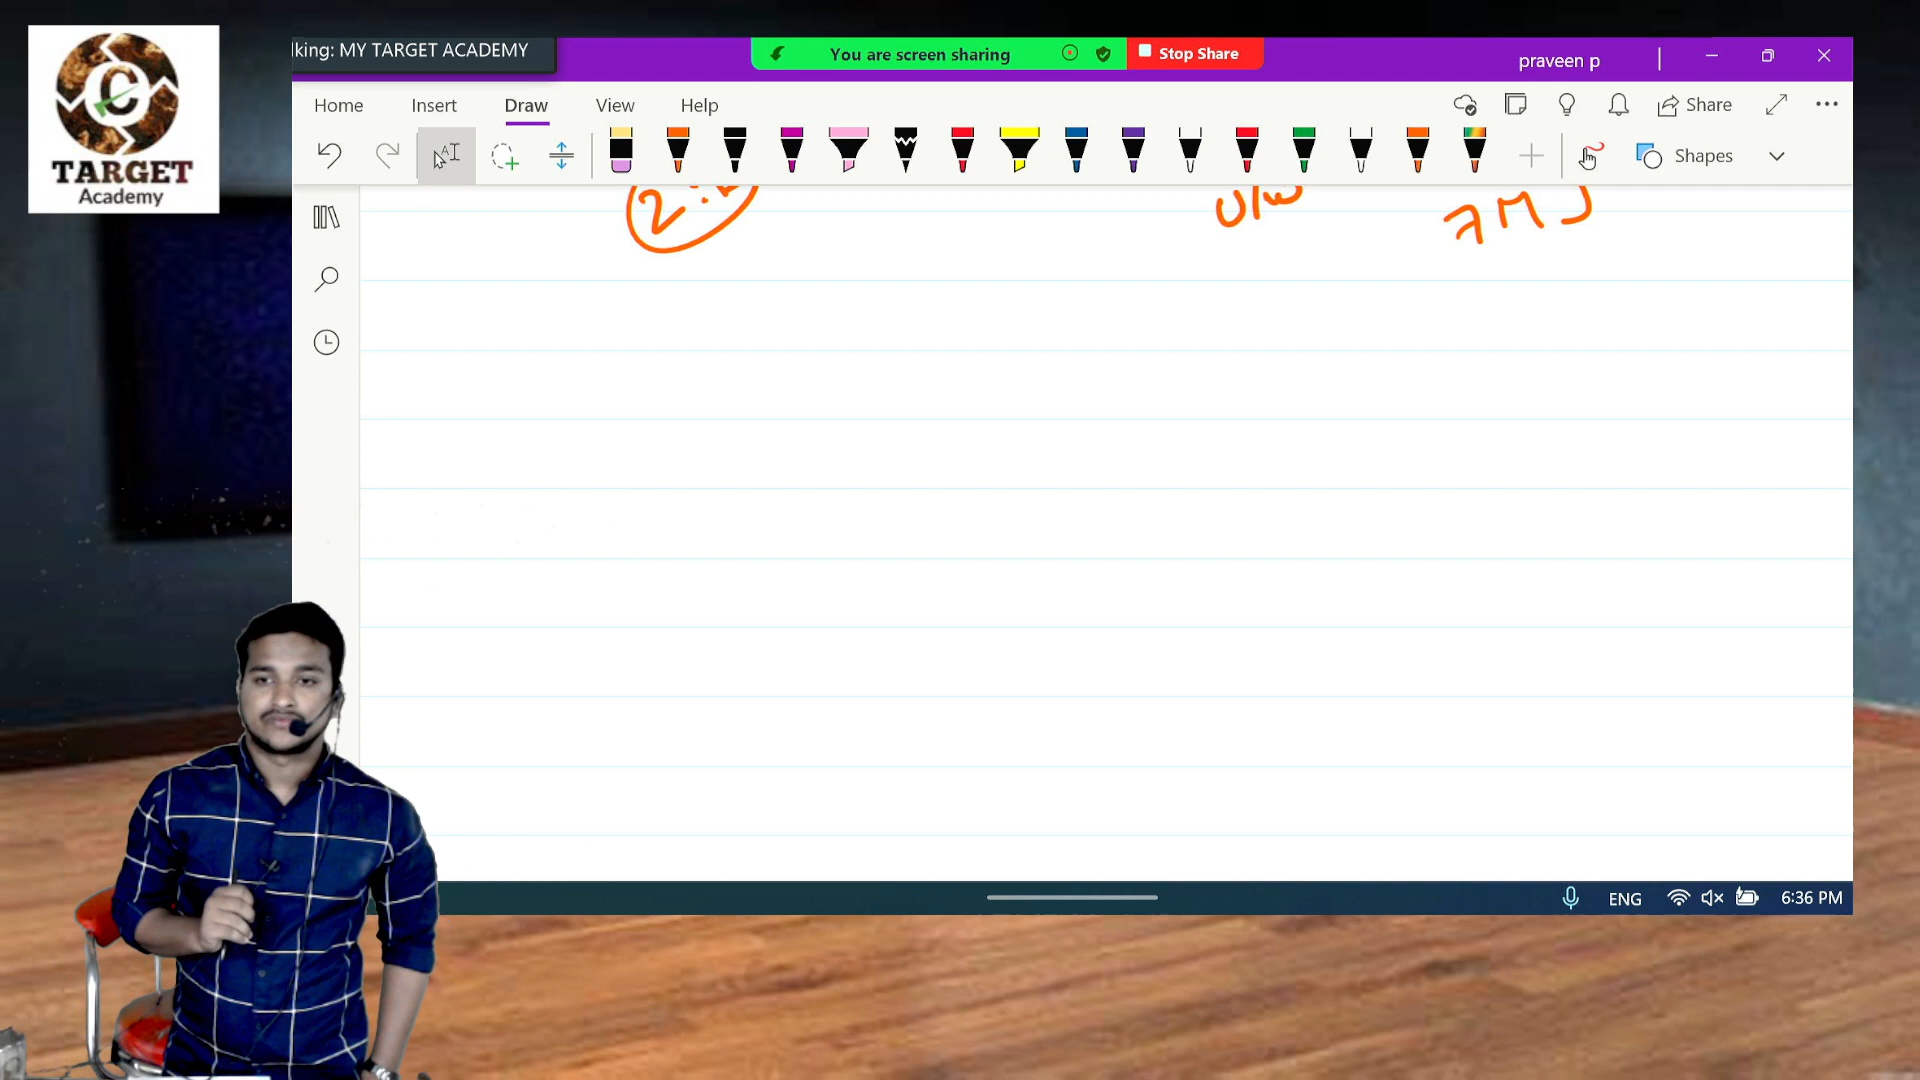 lking: MY TARGET ACADEMY
You are screen sharing
Stop Share
praveen p
Home Insert Draw View Help
Share
Shapes
TARGET
Academy
ENG 6:36 PM